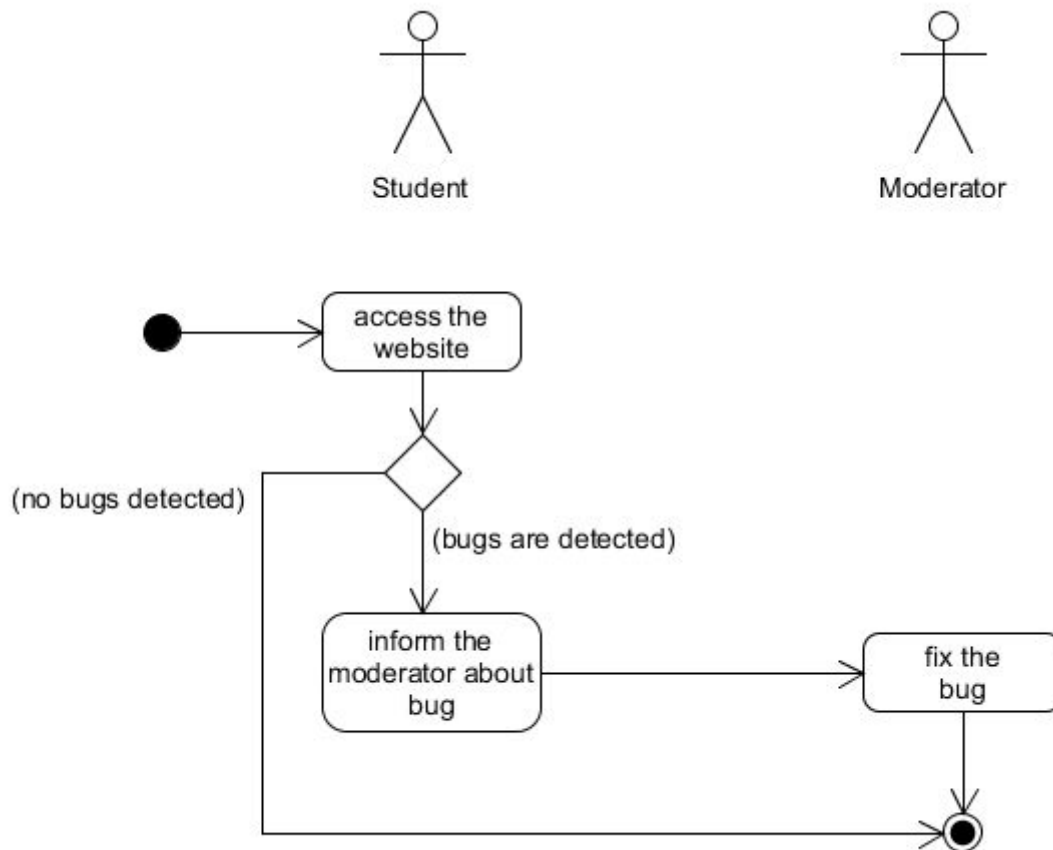 Student
Moderator
access the
website
(no bugs detected)
(bugs are detected)
inform the
moderator about
bug
fix the
bug